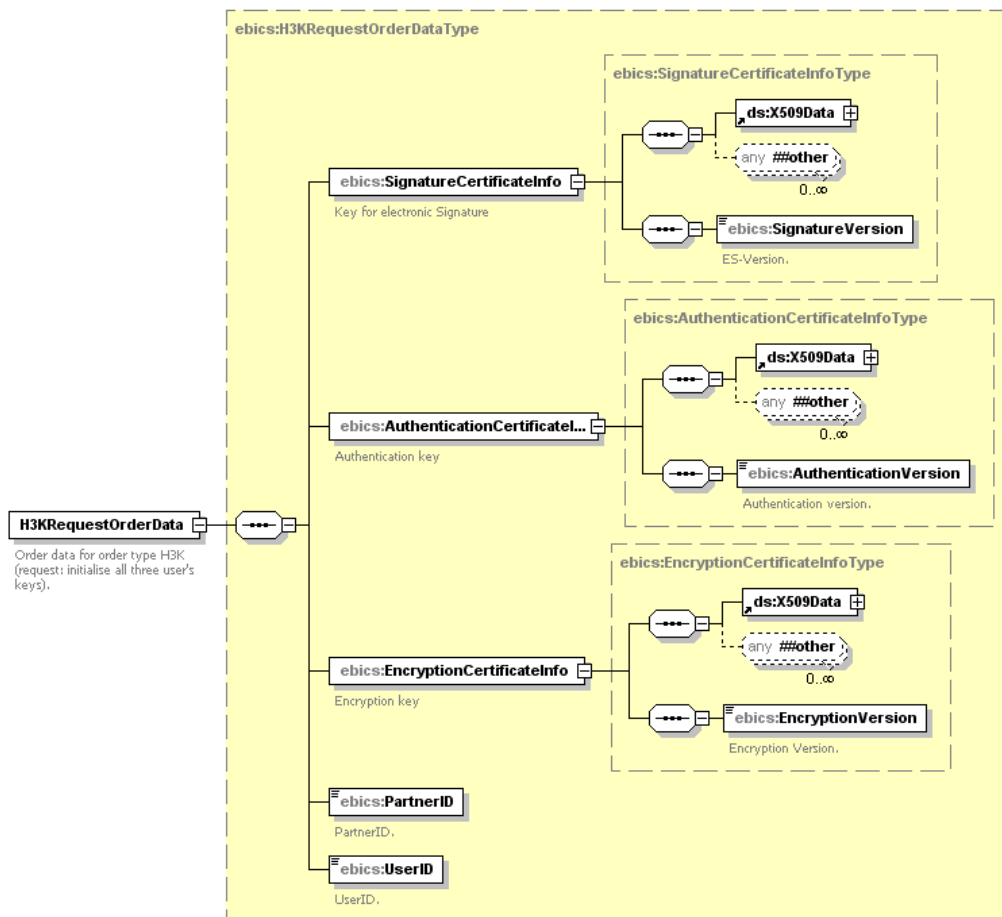 ebics:H3KRequestOrderDataType
ebics:SignatureCertificateInfoType
ds:X509Data
any ##other
0..∞
ebics:SignatureCertificateInfo
Key for electronic Signature
ebics:SignatureVersion
ES-Version.
ebics:AuthenticationCertificateInfoType
ds:X509Data
any ##other
0..∞
ebics:AuthenticationCertificateI...
Authentication key
ebics:AuthenticationVersion
Authentication version.
H3KRequestOrderData
Order data for order type H3K
(request: initialise all three user's
keys).
ebics:EncryptionCertificateInfoType
ds:X509Data
any ##other
0..∞
ebics:EncryptionCertificateInfo
Encryption key
ebics:EncryptionVersion
Encryption Version.
ebics:PartnerID
PartnerID.
ebics:UserID
UserID.